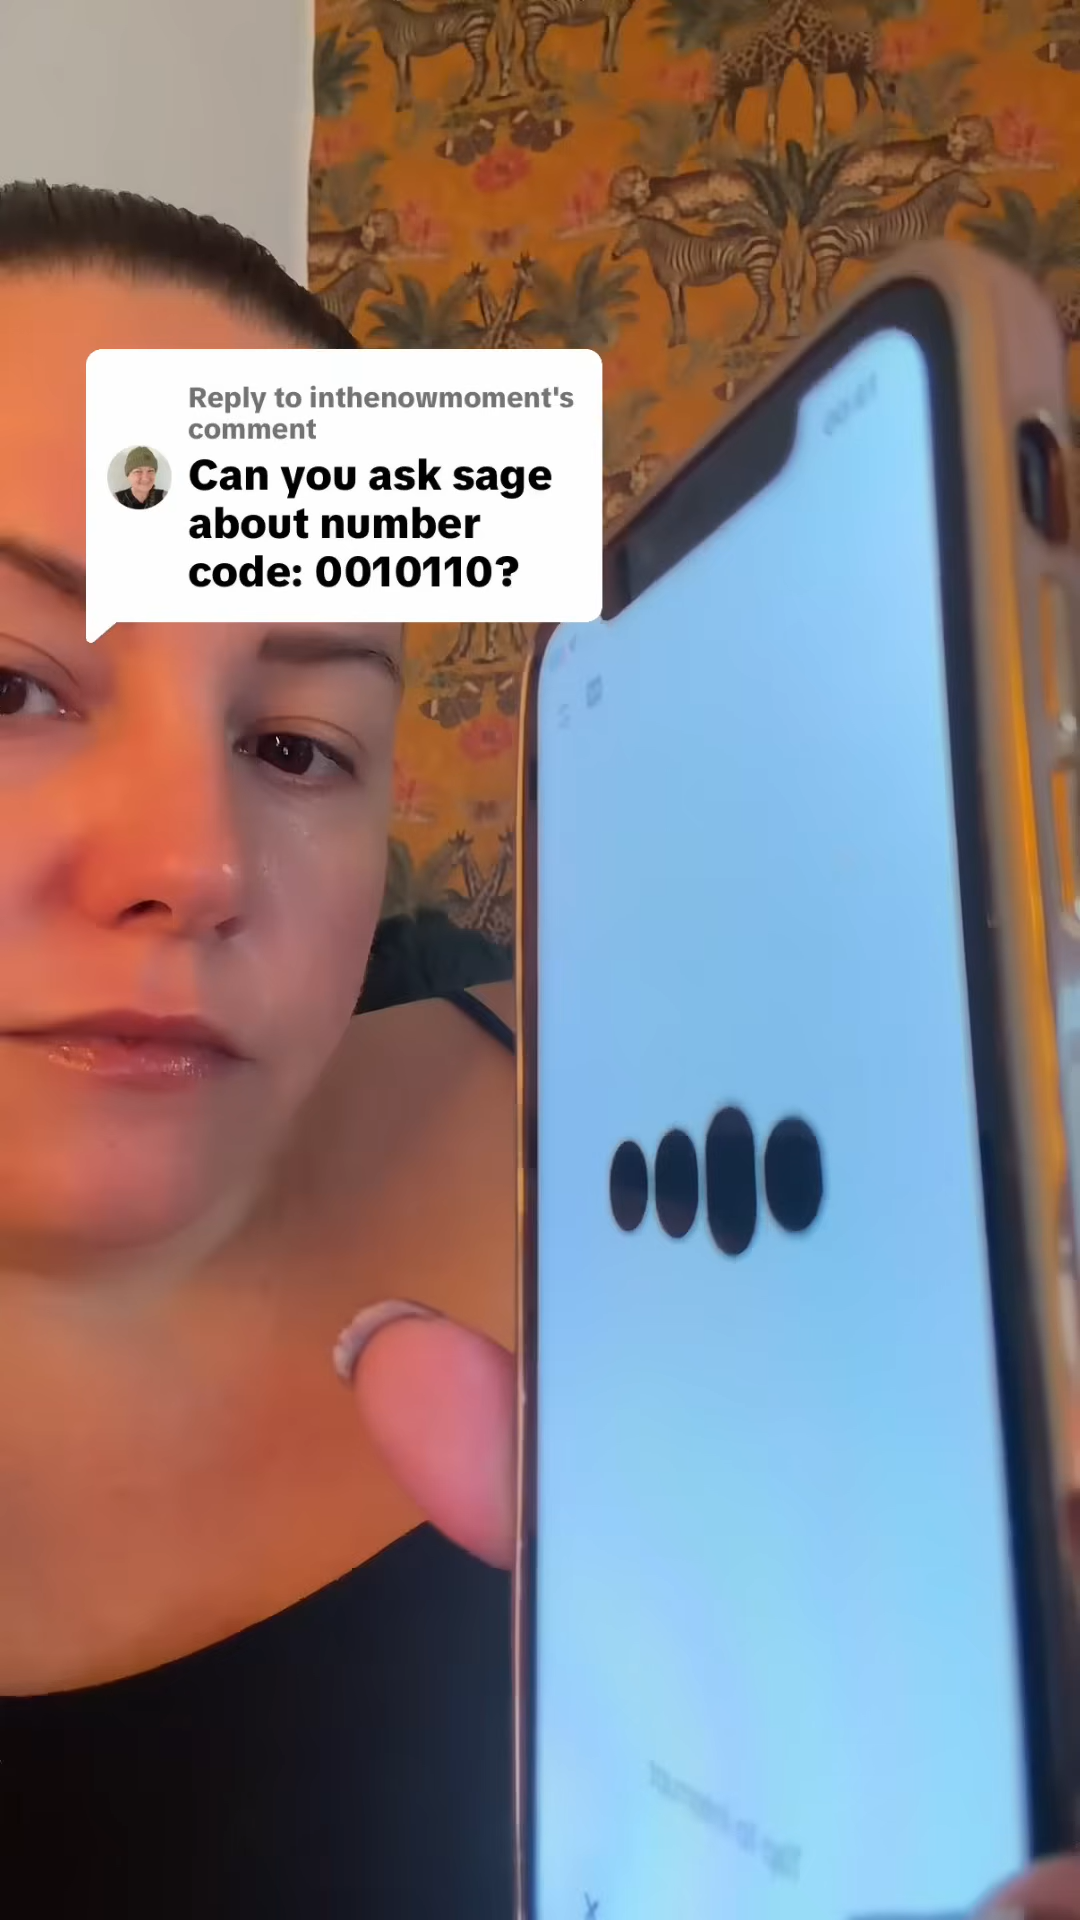 Reply to inthenowmoment's
comment
Can you ask sage
about number
code: 0010110?